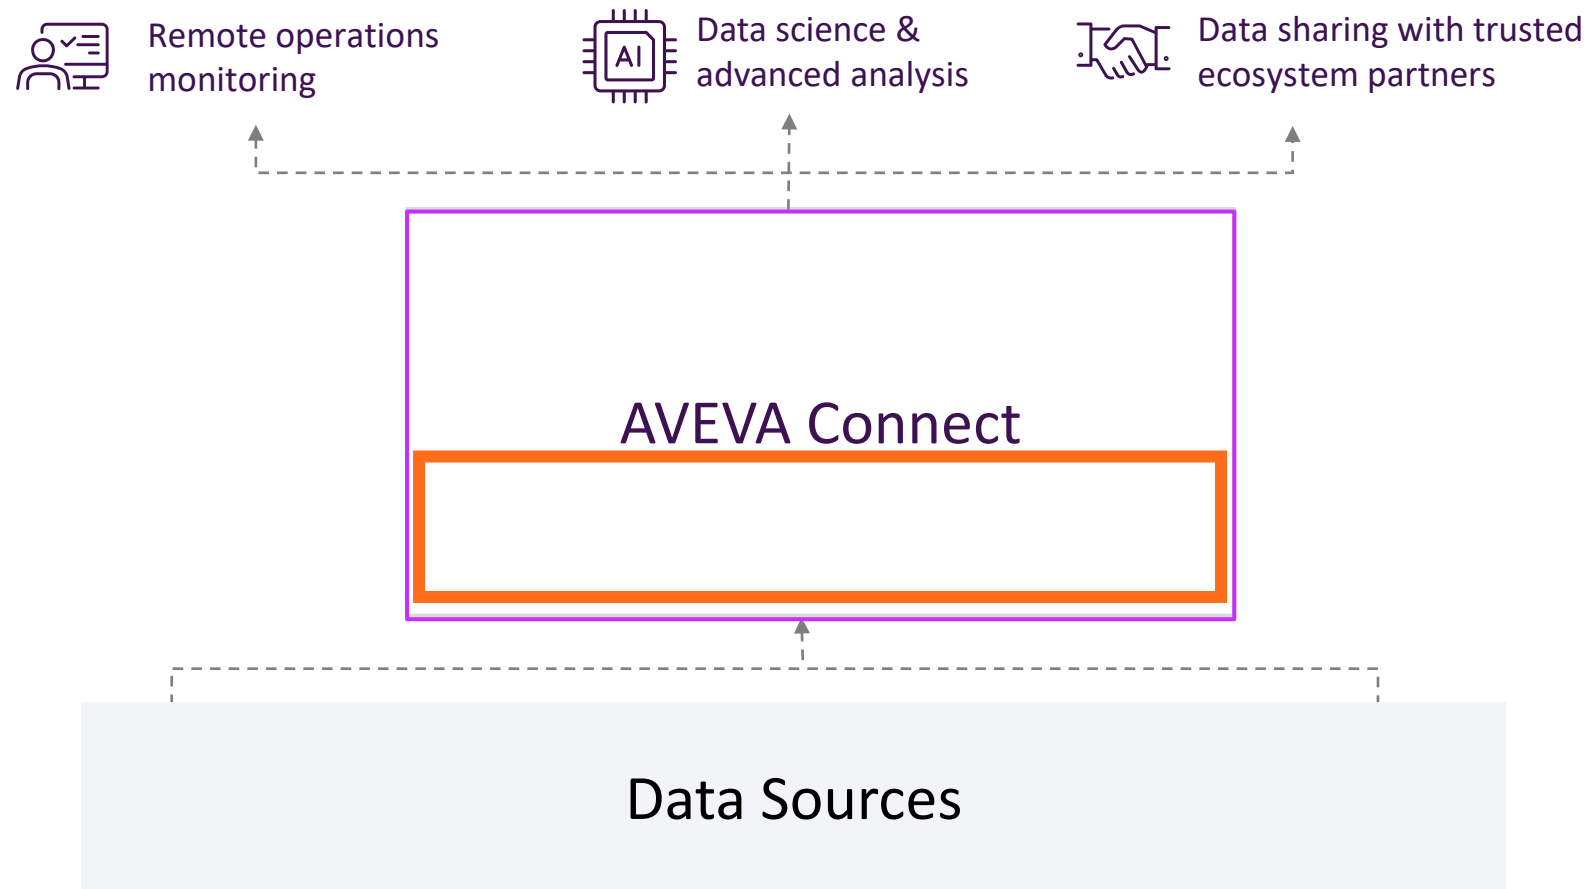 Remote operations
monitoring
AI
Data science &
advanced analysis
Data sharing with trusted
ecosystem partners
AVEVA Connect
Data Sources